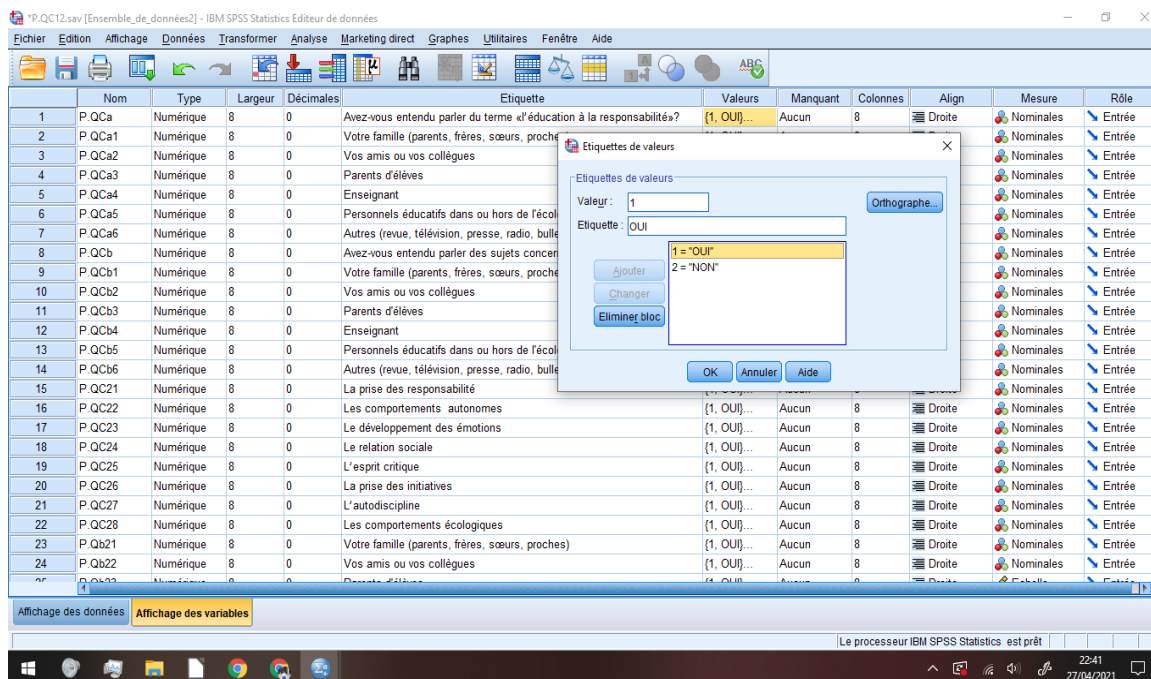 *P.QC12.sav [Ensemble_de_données2] - IBM SPSS Statistics Editeur de données
Fichier Edition Affichage Données Transformer Analyse Marketing direct Graphes Utilitaires Fenêtre Aide
Nom Type Largeur Décimales Etiquette Valeurs Manquant Colonnes Align Mesure Rôle
1 P.QCa Numérique 8 0 Avez-vous entendu parler du terme «l'éducation à la responsabilité»? {1, OUI}... Aucun 8 Droite Nominales Entrée
2 P.QCa1 Numérique 8 0 Votre famille (parents, frères, sœurs, proche Nominales Entrée
3 P.QCa2 Numérique 8 0 Vos amis ou vos collègues Nominales Entrée
4 P.QCa3 Numérique 8 0 Parents d'élèves Nominales Entrée
5 P.QCa4 Numérique 8 0 Enseignant Nominales Entrée
6 P.QCa5 Numérique 8 0 Personnels éducatifs dans ou hors de l'écol Nominales Entrée
7 P.QCa6 Numérique 8 0 Autres (revue, télévision, presse, radio, bulle Nominales Entrée
8 P.QCb Numérique 8 0 Avez-vous entendu parler des sujets concer Nominales Entrée
9 P.QCb1 Numérique 8 0 Votre famille (parents, frères, sœurs, proche Nominales Entrée
10 P.QCb2 Numérique 8 0 Vos amis ou vos collègues Nominales Entrée
11 P.QCb3 Numérique 8 0 Parents d'élèves Nominales Entrée
12 P.QCb4 Numérique 8 0 Enseignant Nominales Entrée
13 P.QCb5 Numérique 8 0 Personnels éducatifs dans ou hors de l'écol Nominales Entrée
14 P.QCb6 Numérique 8 0 Autres (revue, télévision, presse, radio, bulle Nominales Entrée
15 P.QC21 Numérique 8 0 La prise des responsabilité Nominales Entrée
16 P.QC22 Numérique 8 0 Les comportements autonomes {1, OUI}... Aucun 8 Droite Nominales Entrée
17 P.QC23 Numérique 8 0 Le développement des émotions {1, OUI}... Aucun 8 Droite Nominales Entrée
18 P.QC24 Numérique 8 0 Le relation sociale {1, OUI}... Aucun 8 Droite Nominales Entrée
19 P.QC25 Numérique 8 0 L'esprit critique {1, OUI}... Aucun 8 Droite Nominales Entrée
20 P.QC26 Numérique 8 0 La prise des initiatives {1, OUI}... Aucun 8 Droite Nominales Entrée
21 P.QC27 Numérique 8 0 L'autodiscipline {1, OUI}... Aucun 8 Droite Nominales Entrée
22 P.QC28 Numérique 8 0 Les comportements écologiques {1, OUI}... Aucun 8 Droite Nominales Entrée
23 P.Qb21 Numérique 8 0 Votre famille (parents, frères, sœurs, proches) {1, OUI}... Aucun 8 Droite Nominales Entrée
24 P.Qb22 Numérique 8 0 Vos amis ou vos collègues {1, OUI}... Aucun 8 Droite Nominales Entrée
Etiquettes de valeurs
Etiquettes de valeurs
Valeur : 1
Orthographe...
Etiquette : OUI
1 = "OUI"
2 = "NON"
Ajouter
Changer
Eliminer bloc
OK Annuler Aide
Affichage des données Affichage des variables
Le processeur IBM SPSS Statistics est prêt
22:41
27/04/2021